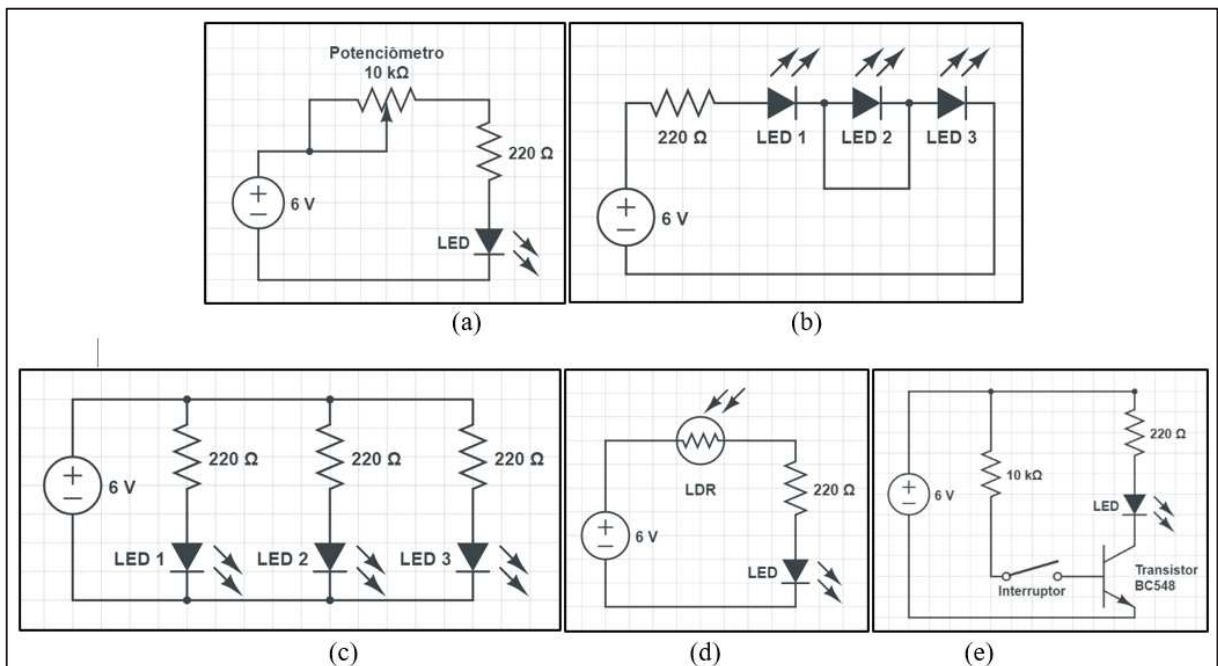 Potenciômetro
10 kΩ
220 Ω
+
−
6 V
LED
(a)
220 Ω
LED 1
LED 2
LED 3
+
−
6 V
(b)
220 Ω
220 Ω
220 Ω
+
−
6 V
LED 1
LED 2
LED 3
(c)
LDR
220 Ω
+
−
6 V
LED
(d)
220 Ω
10 kΩ
+
−
6 V
LED
Interruptor
Transistor
BC548
(e)